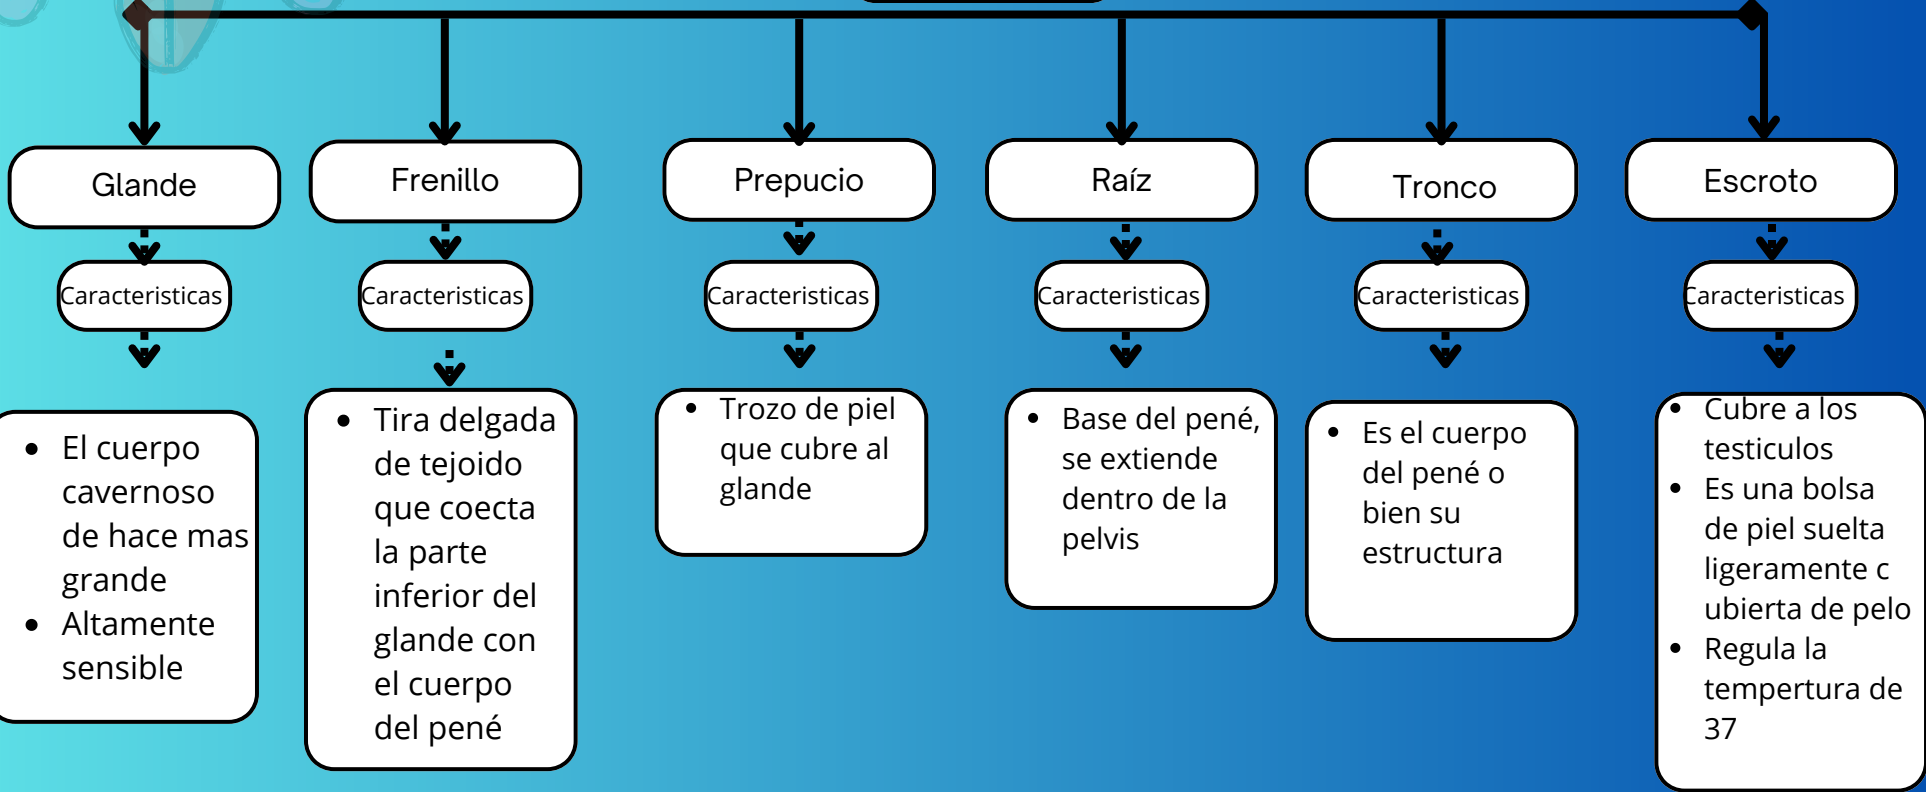 Glande
Frenillo
Prepucio
Raíz
Tronco
Escroto
Caracteristicas
Caracteristicas
Caracteristicas
Caracteristicas
Caracteristicas
Caracteristicas
• El cuerpo
cavernoso
de hace mas
grande
• Altamente
sensible
• Tira delgada
de tejoido
que coecta
la parte
inferior del
glande con
el cuerpo
del pené
• Trozo de piel
que cubre al
glande
• Base del pené,
se extiende
dentro de la
pelvis
• Es el cuerpo
del pené o
bien su
estructura
• Cubre a los
testiculos
• Es una bolsa
de piel suelta
ligeramente c
ubierta de pelo
• Regula la
tempertura de
37